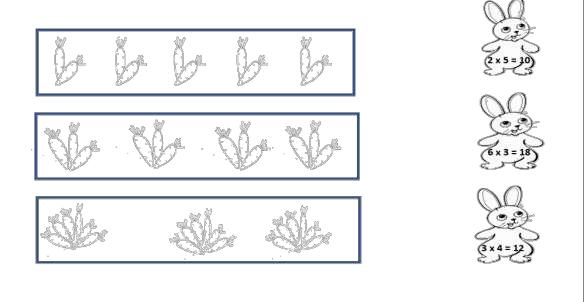 2 x 5 = 10
6 x 3 = 18
3 x 4 = 12